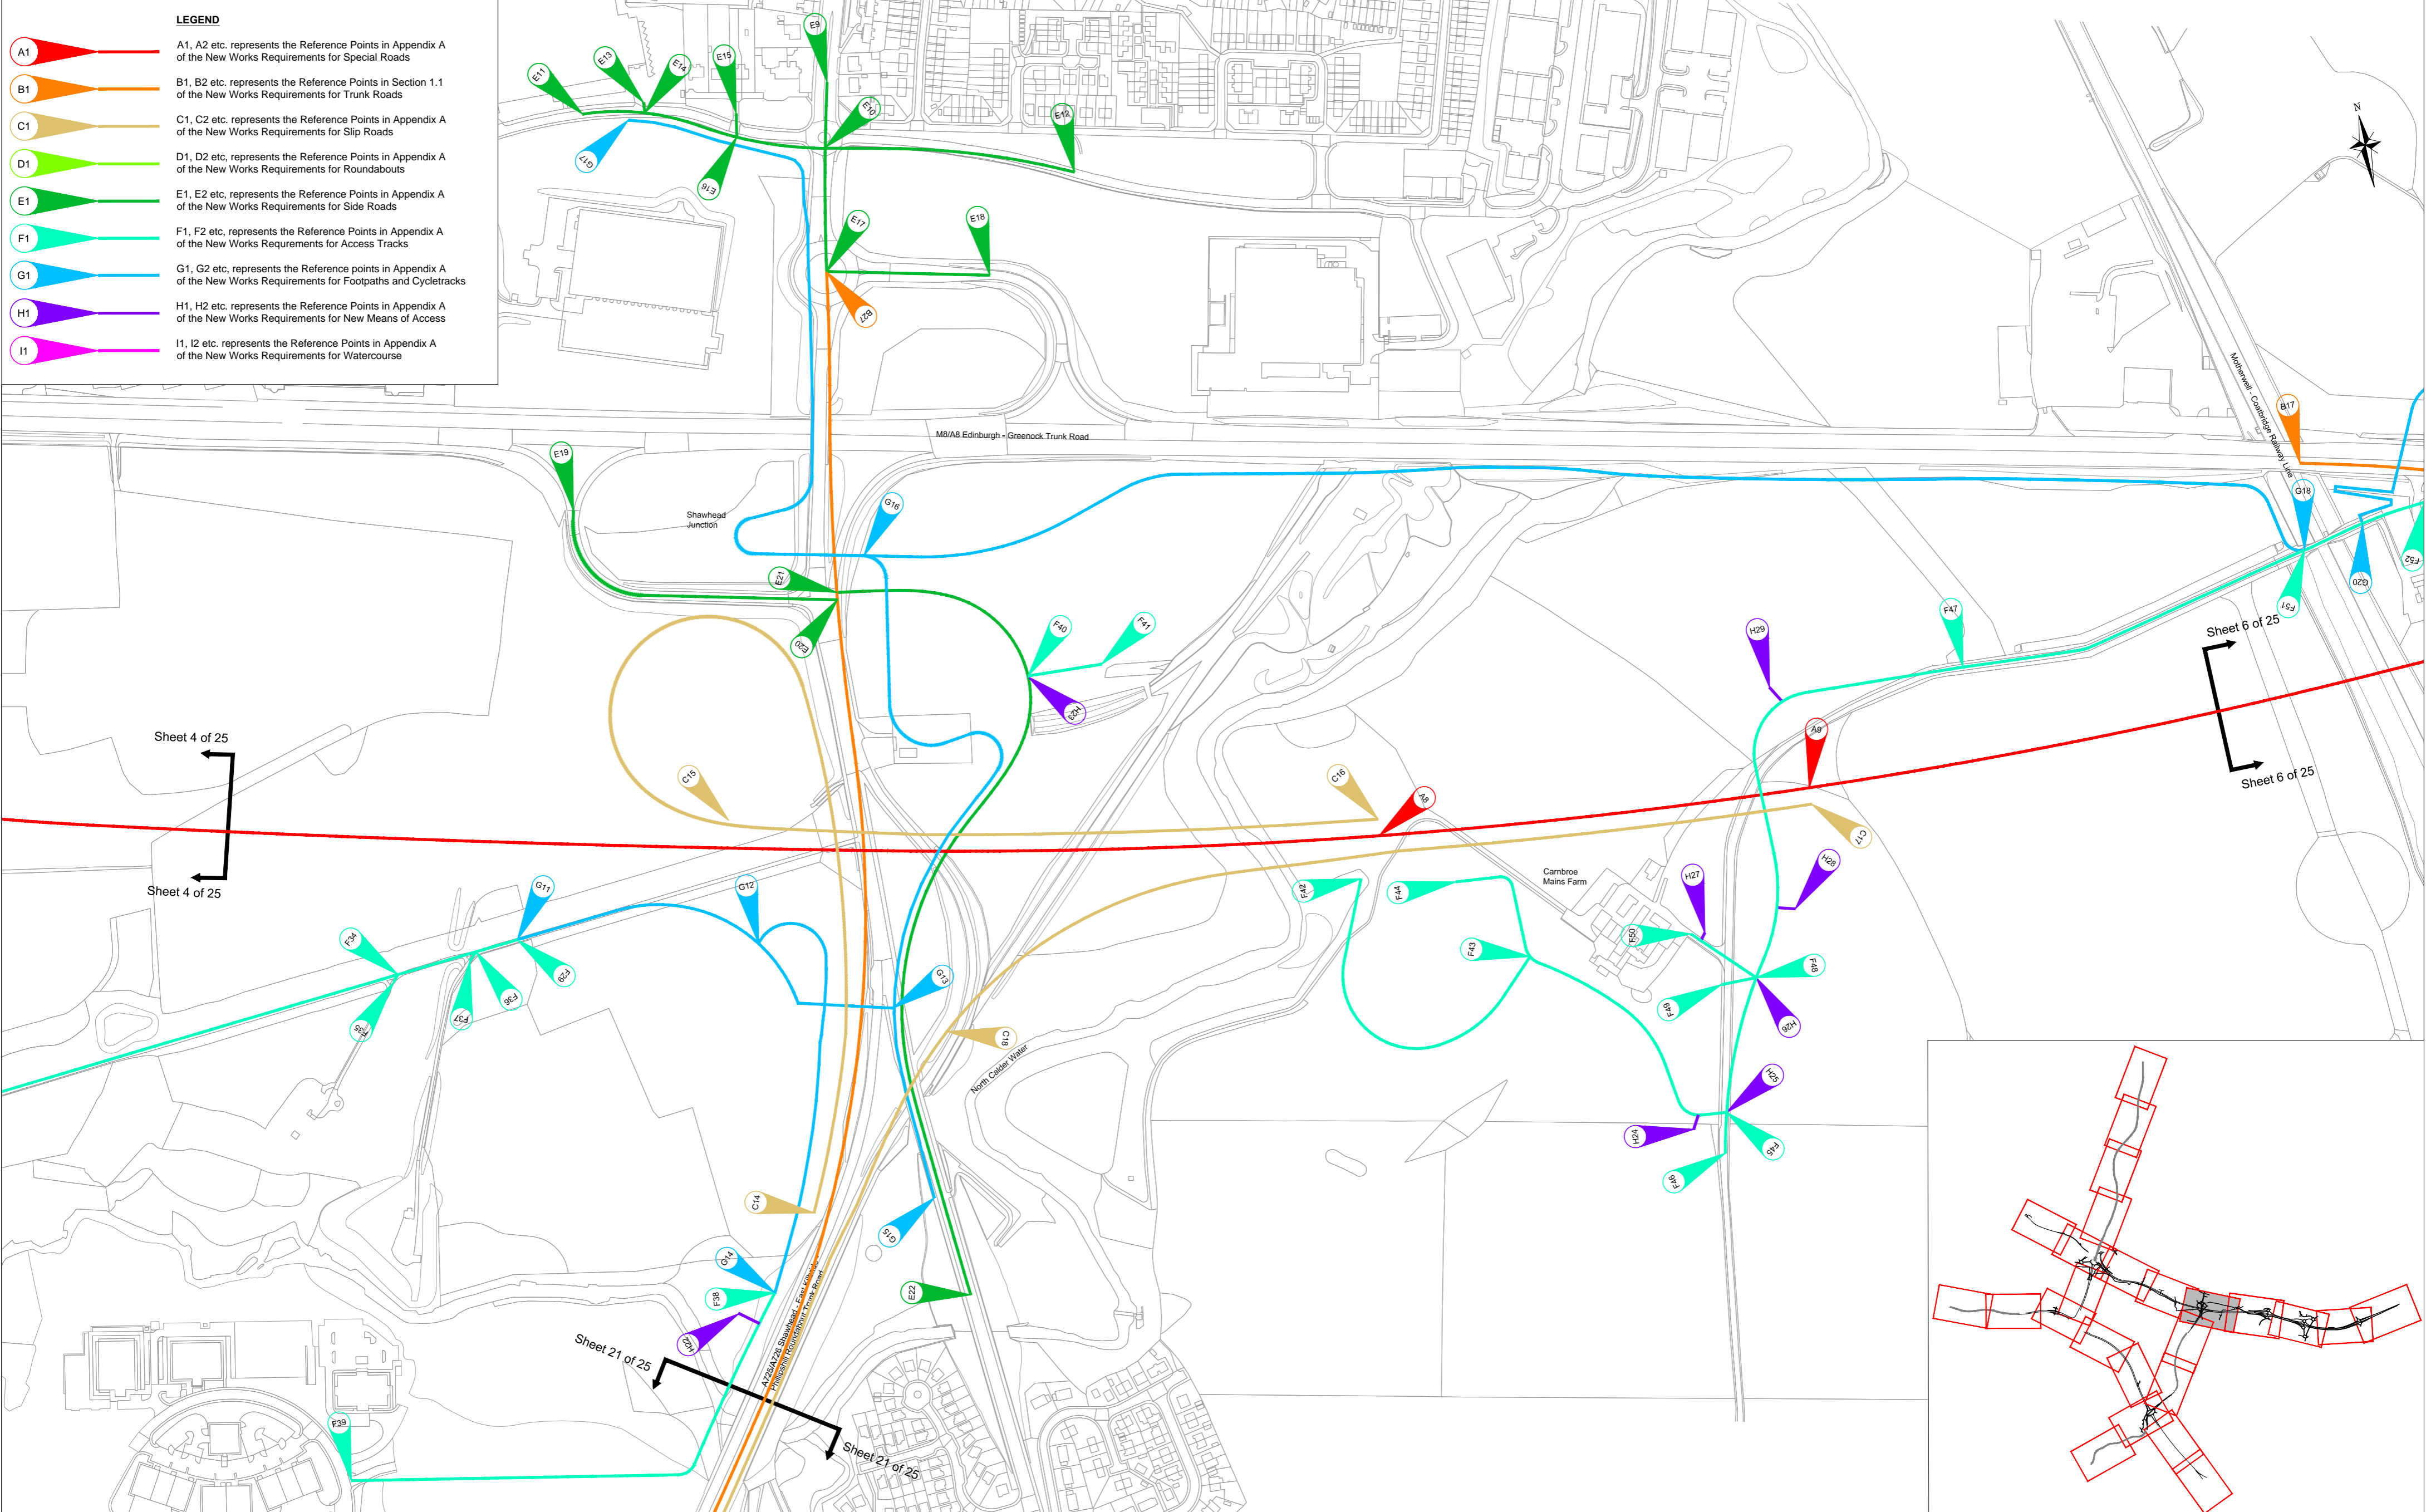 LEGEND
A1
A1, A2 etc. represents the Reference Points in Appendix A
of the New Works Requirements for Special Roads
B1
B1, B2 etc. represents the Reference Points in Section 1.1
of the New Works Requirements for Trunk Roads
C1
C1, C2 etc. represents the Reference Points in Appendix A
of the New Works Requirements for Slip Roads
D1
D1, D2 etc, represents the Reference Points in Appendix A
of the New Works Requirements for Roundabouts
E1
E1, E2 etc, represents the Reference Points in Appendix A
of the New Works Requirements for Side Roads
F1
F1, F2 etc, represents the Reference Points in Appendix A
of the New Works Requrements for Access Tracks
G1
G1, G2 etc, represents the Reference points in Appendix A
of the New Works Requirements for Footpaths and Cycletracks
H1
H1, H2 etc. represents the Reference Points in Appendix A
of the New Works Requirements for New Means of Access
I1
I1, I2 etc. represents the Reference Points in Appendix A
of the New Works Requirements for Watercourse
E9
E11
E13
E14
E15
E10
E12
G17
E16
E17
E18
B27
N
Motherwell - Coatbridge Railway Line
B17
M8/A8 Edinburgh - Greenock Trunk Road
E19
G16
Shawhead
Junction
G18
G20
F52
F51
E21
E20
F40
F41
H23
F47
H29
Sheet 6 of 25
Sheet 6 of 25
Sheet 4 of 25
Sheet 4 of 25
C15
C16
A8
A9
C17
G11
G12
F42
F44
Carnbroe
Mains Farm
H27
H28
F34
F35
F37
F36
F29
G13
F43
F50
F48
F49
H26
C18
North Calder Water
H25
H24
F45
F46
C14
G15
G14
F38
E22
H22
A725/A726 Shawhead - East Kilbride -
Philipshill Roundabout Trunk Road
Sheet 21 of 25
Sheet 21 of 25
F39